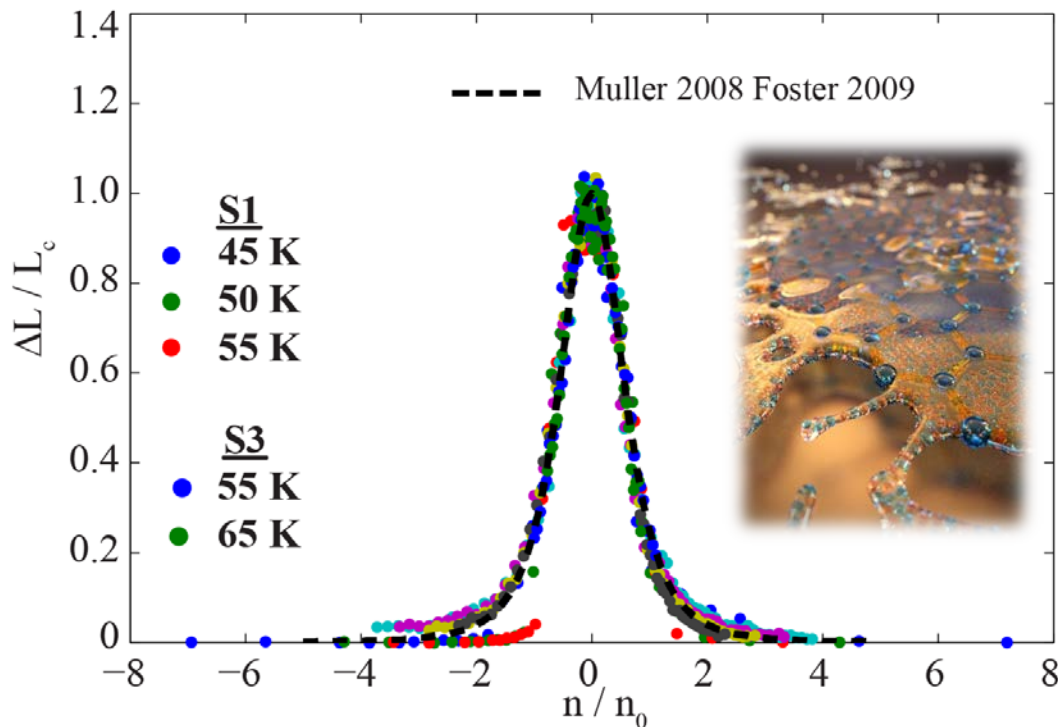 1.4
1.2
1.0
0.8
0.6
0.4
0.2
0
ΔL / Lc
−8 −6 −4 −2 0 2 4 6 8
n / n0
Muller 2008 Foster 2009
S1
45 K
50 K
55 K
S3
55 K
65 K